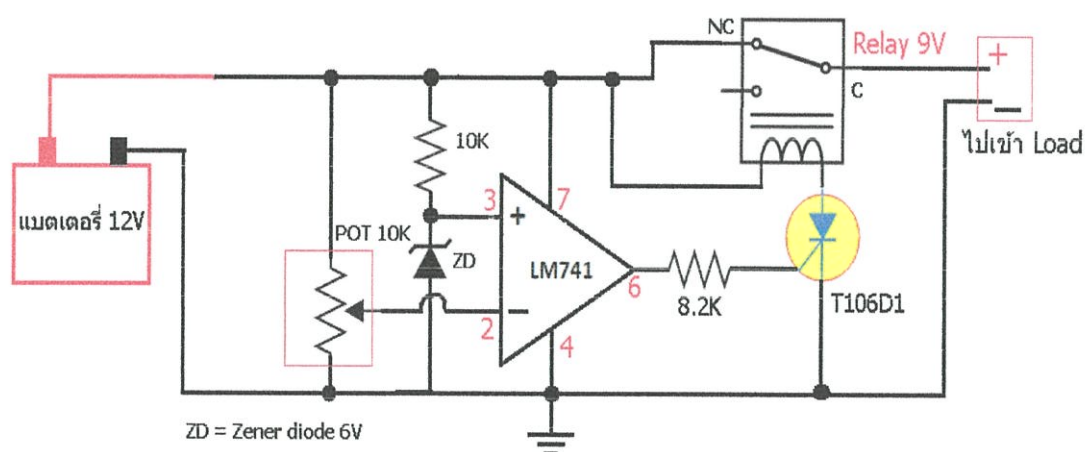 NC
Relay 9V
+
C
−
ไปเข้า Load
10K
แบตเตอรี่ 12V
POT 10K
ZD
3
+
7
LM741
6
8.2K
T106D1
2
−
4
ZD = Zener diode 6V